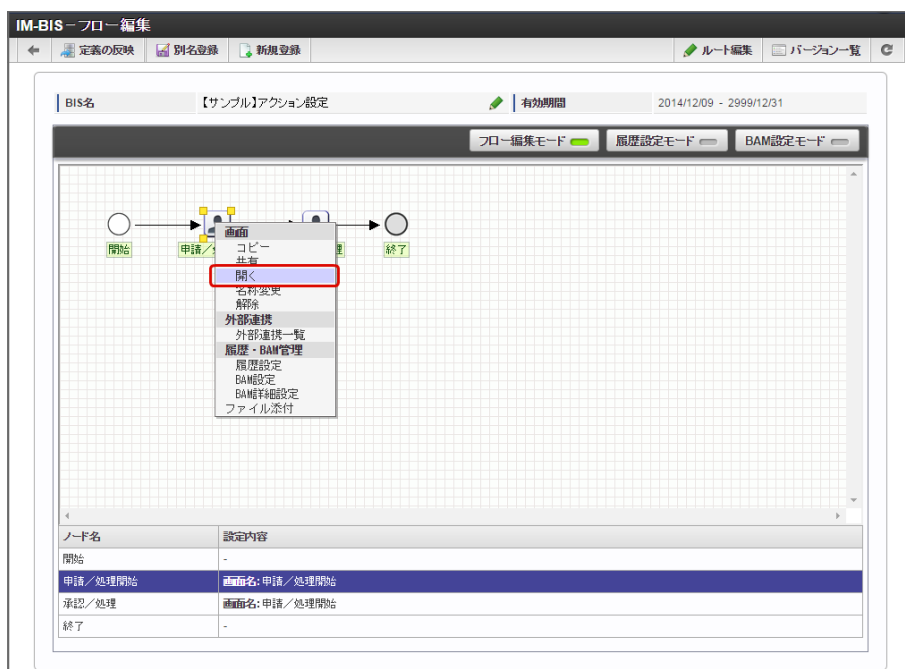 IM-BIS－フロー編集
定義の反映 別名登録 新規登録 ルート編集 バージョン一覧
BIS名 【サンプル】アクション設定 有効期間 2014/12/09 - 2999/12/31
フロー編集モード 履歴設定モード BAM設定モード
開始 申請／ 理 終了
画面
コピー
共有
開く
名称変更
解除
外部連携
外部連携一覧
履歴・BAM管理
履歴設定
BAM設定
BAM詳細設定
ファイル添付
ノード名 設定内容
開始 -
申請／処理開始 画面名: 申請／処理開始
承認／処理 画面名: 申請／処理開始
終了 -